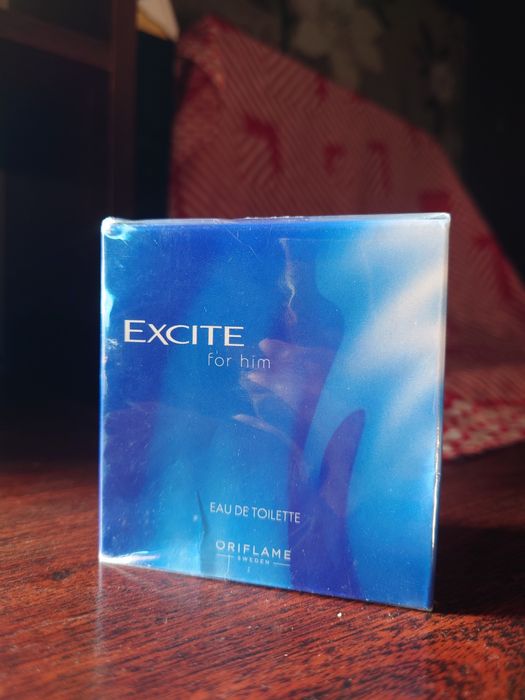 EXCITE
for him
EAU DE TOILETTE
ORIFLAME
SWEDEN